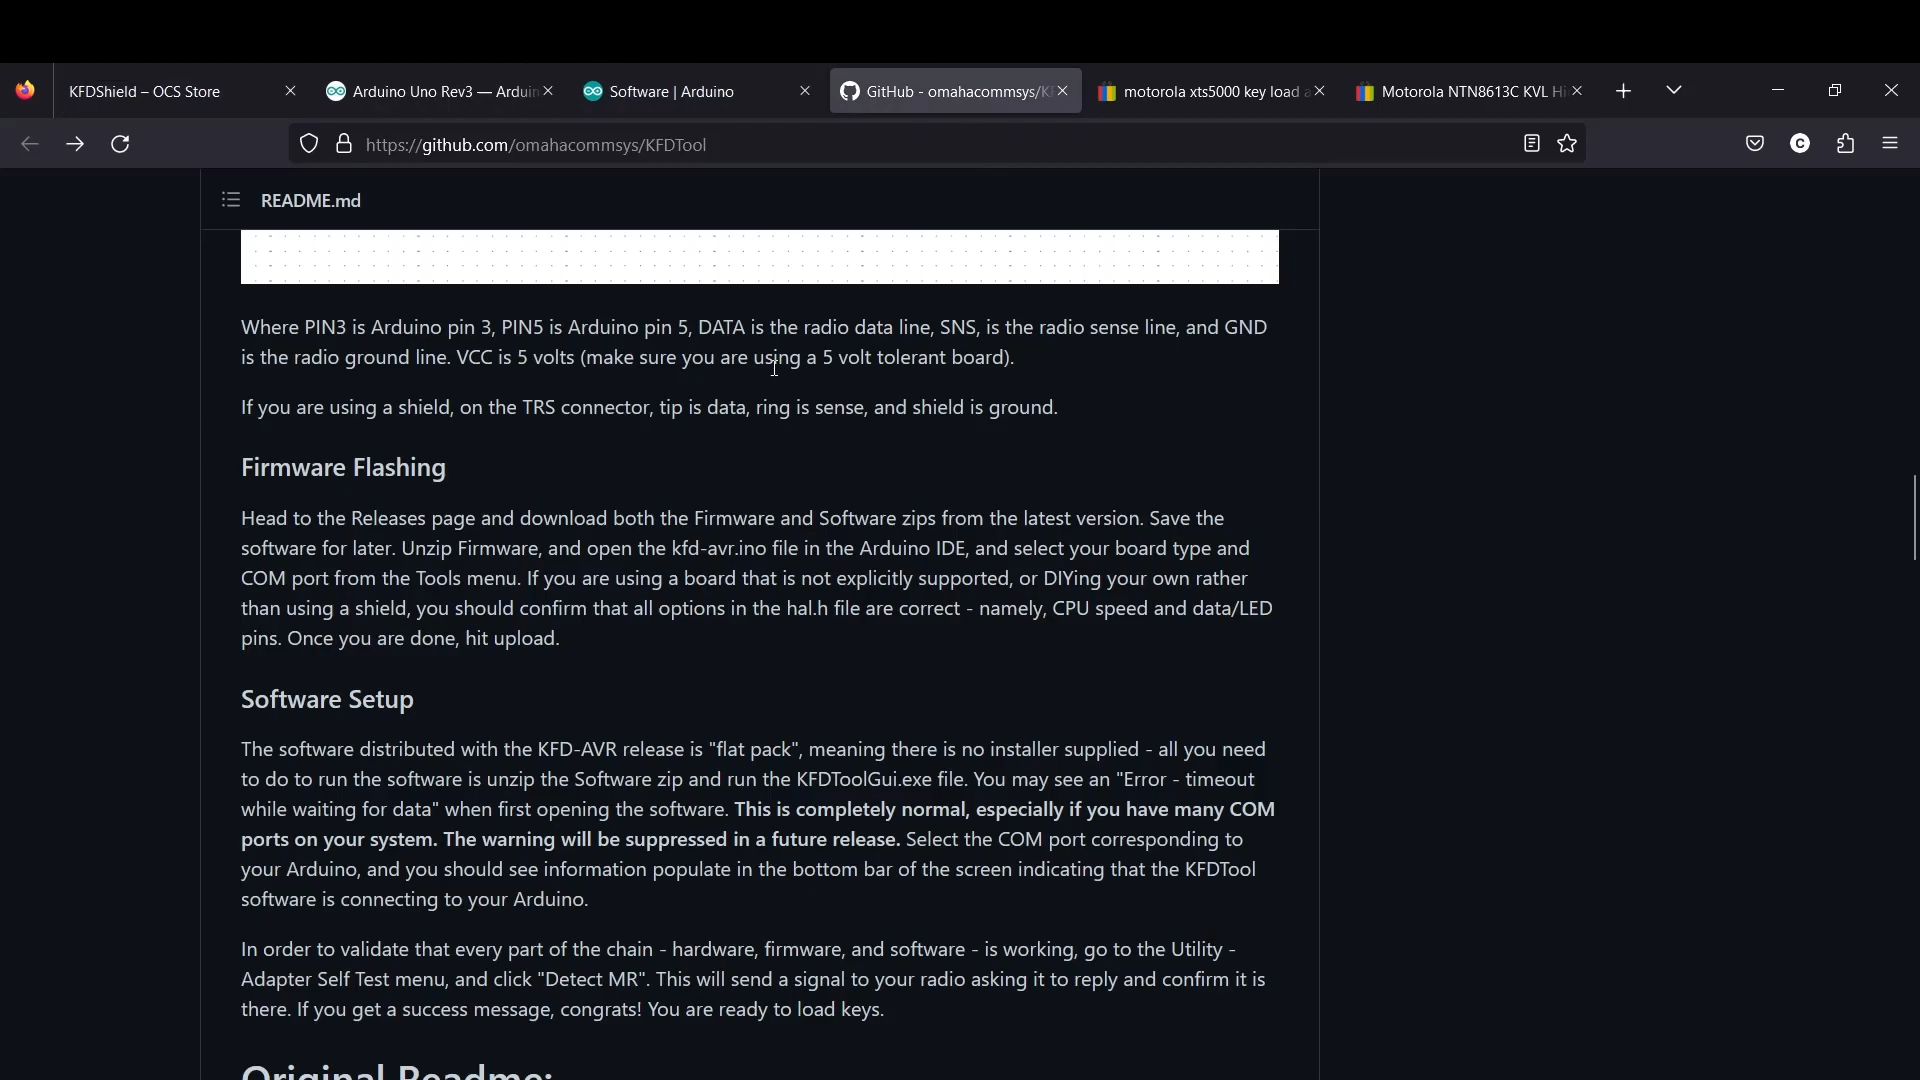 KFDShield – OCS Store
Arduino Uno Rev3 — Arduin
Software | Arduino
GitHub - omahacommsys/K
motorola xts5000 key load a
Motorola NTN8613C KVL Hi
https://github.com/omahacommsys/KFDTool
README.md
Where PIN3 is Arduino pin 3, PIN5 is Arduino pin 5, DATA is the radio data line, SNS, is the radio sense line, and GND
is the radio ground line. VCC is 5 volts (make sure you are using a 5 volt tolerant board).
If you are using a shield, on the TRS connector, tip is data, ring is sense, and shield is ground.
Firmware Flashing
Head to the Releases page and download both the Firmware and Software zips from the latest version. Save the
software for later. Unzip Firmware, and open the kfd-avr.ino file in the Arduino IDE, and select your board type and
COM port from the Tools menu. If you are using a board that is not explicitly supported, or DIYing your own rather
than using a shield, you should confirm that all options in the hal.h file are correct - namely, CPU speed and data/LED
pins. Once you are done, hit upload.
Software Setup
The software distributed with the KFD-AVR release is "flat pack", meaning there is no installer supplied - all you need
to do to run the software is unzip the Software zip and run the KFDToolGui.exe file. You may see an "Error - timeout
while waiting for data" when first opening the software. This is completely normal, especially if you have many COM
ports on your system. The warning will be suppressed in a future release. Select the COM port corresponding to
your Arduino, and you should see information populate in the bottom bar of the screen indicating that the KFDTool
software is connecting to your Arduino.
In order to validate that every part of the chain - hardware, firmware, and software - is working, go to the Utility -
Adapter Self Test menu, and click "Detect MR". This will send a signal to your radio asking it to reply and confirm it is
there. If you get a success message, congrats! You are ready to load keys.
Original Readme: